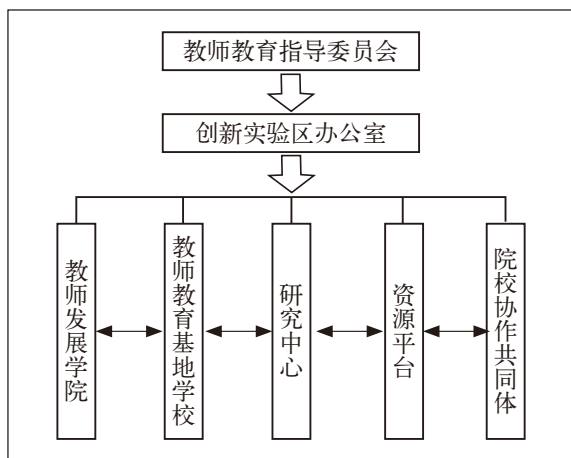 教师教育指导委员会
创新实验区办公室
教师发展学院
教师教育基地学校
研究中心
资源平台
院校协作共同体